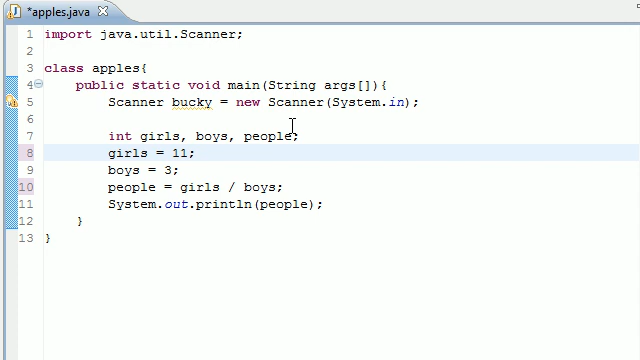 *apples.java
1 import java.util.Scanner;
2
3 class apples{
4 public static void main(String args[]){
5 Scanner bucky = new Scanner(System.in);
6
7 int girls, boys, people;
8 girls = 11;
9 boys = 3;
10 people = girls / boys;
11 System.out.println(people);
12 }
13 }